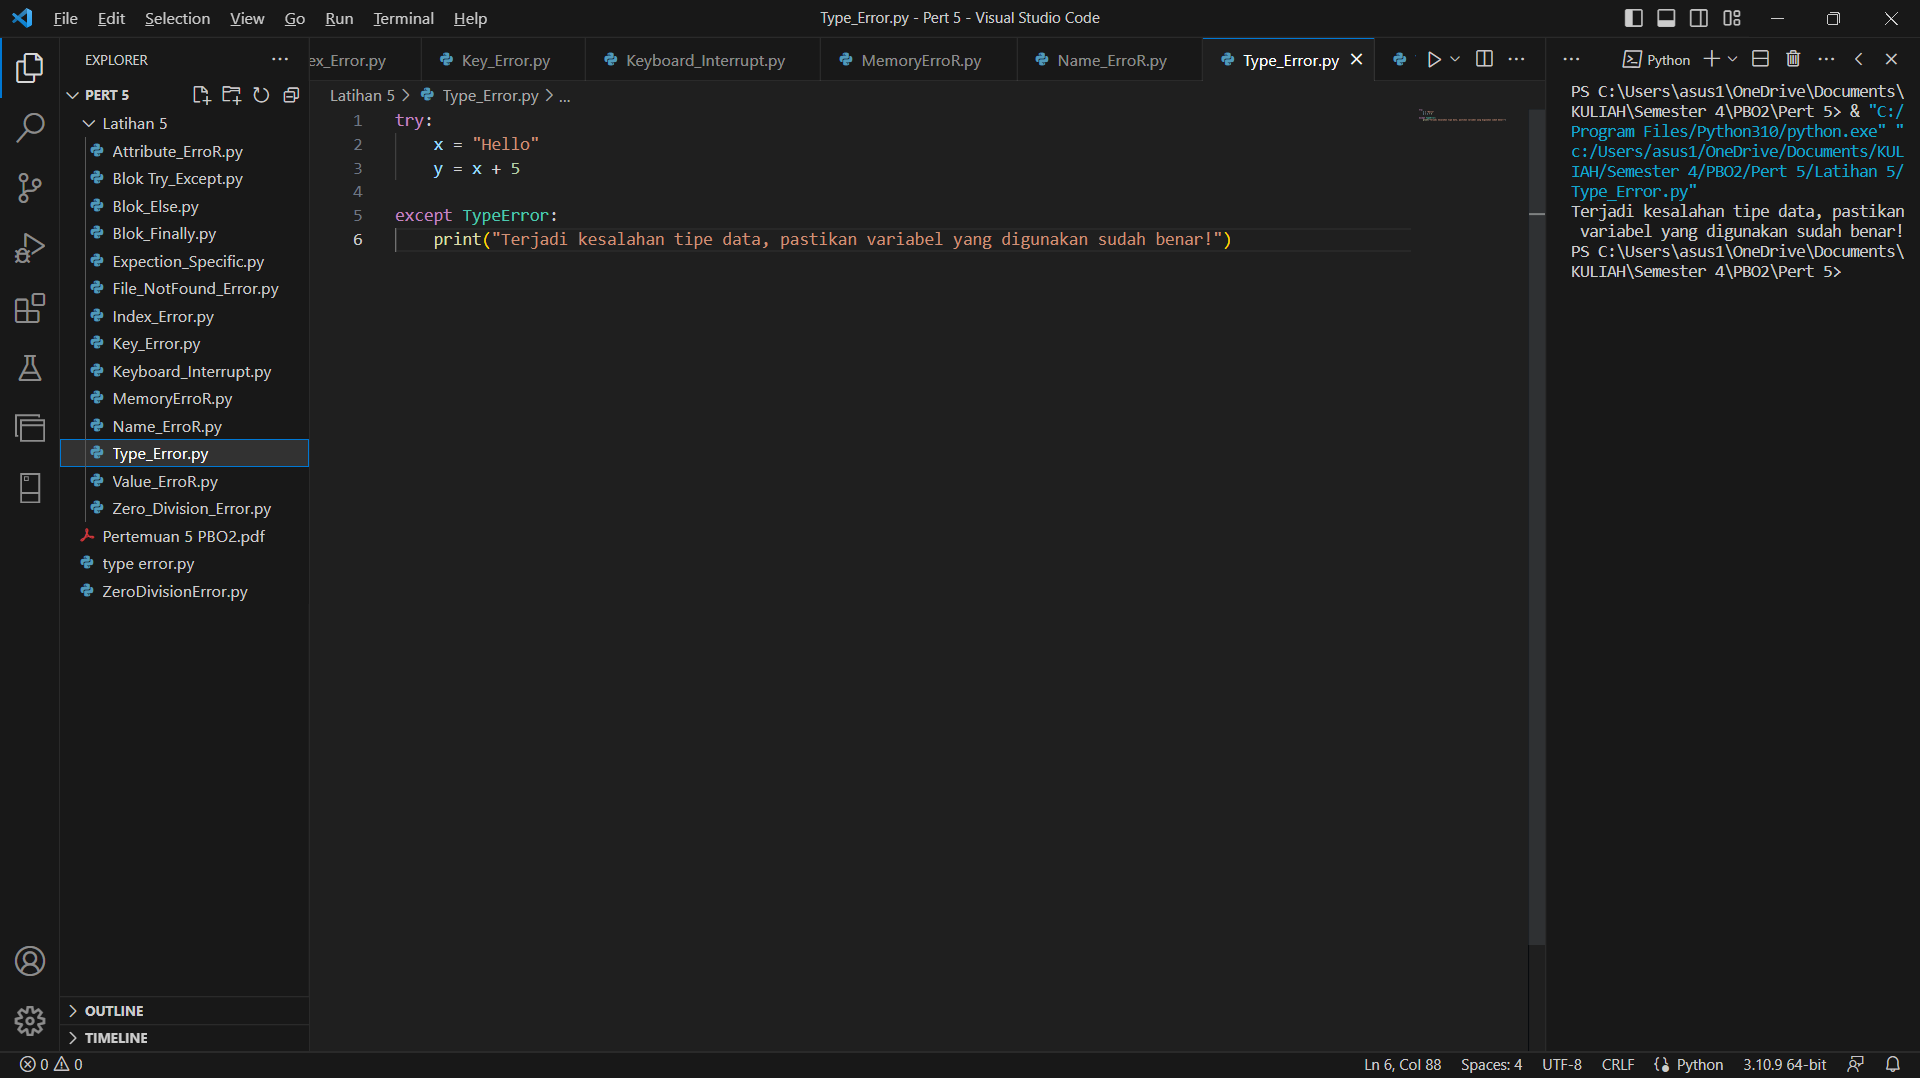 File Edit Selection View Go Run Terminal Help
Type_Error.py - Pert 5 - Visual Studio Code
EXPLORER
PERT 5
Latihan 5
Attribute_ErroR.py
Blok Try_Except.py
Blok_Else.py
Blok_Finally.py
Expection_Specific.py
File_NotFound_Error.py
Index_Error.py
Key_Error.py
Keyboard_Interrupt.py
MemoryErroR.py
Name_ErroR.py
Type_Error.py
Value_ErroR.py
Zero_Division_Error.py
Pertemuan 5 PBO2.pdf
type error.py
ZeroDivisionError.py
OUTLINE
TIMELINE
ex_Error.py Key_Error.py Keyboard_Interrupt.py MemoryErroR.py Name_ErroR.py Type_Error.py
Latihan 5 > Type_Error.py > ...
1 try:
2 x = "Hello"
3 y = x + 5
4
5 except TypeError:
6 print("Terjadi kesalahan tipe data, pastikan variabel yang digunakan sudah benar!")
Python
PS C:\Users\asus1\OneDrive\Documents\
KULIAH\Semester 4\PBO2\Pert 5> & "C:/
Program Files/Python310/python.exe" "
c:/Users/asus1/OneDrive/Documents/KUL
IAH/Semester 4/PBO2/Pert 5/Latihan 5/
Type_Error.py"
Terjadi kesalahan tipe data, pastikan
variabel yang digunakan sudah benar!
PS C:\Users\asus1\OneDrive\Documents\
KULIAH\Semester 4\PBO2\Pert 5>
0 0
Ln 6, Col 88 Spaces: 4 UTF-8 CRLF Python 3.10.9 64-bit